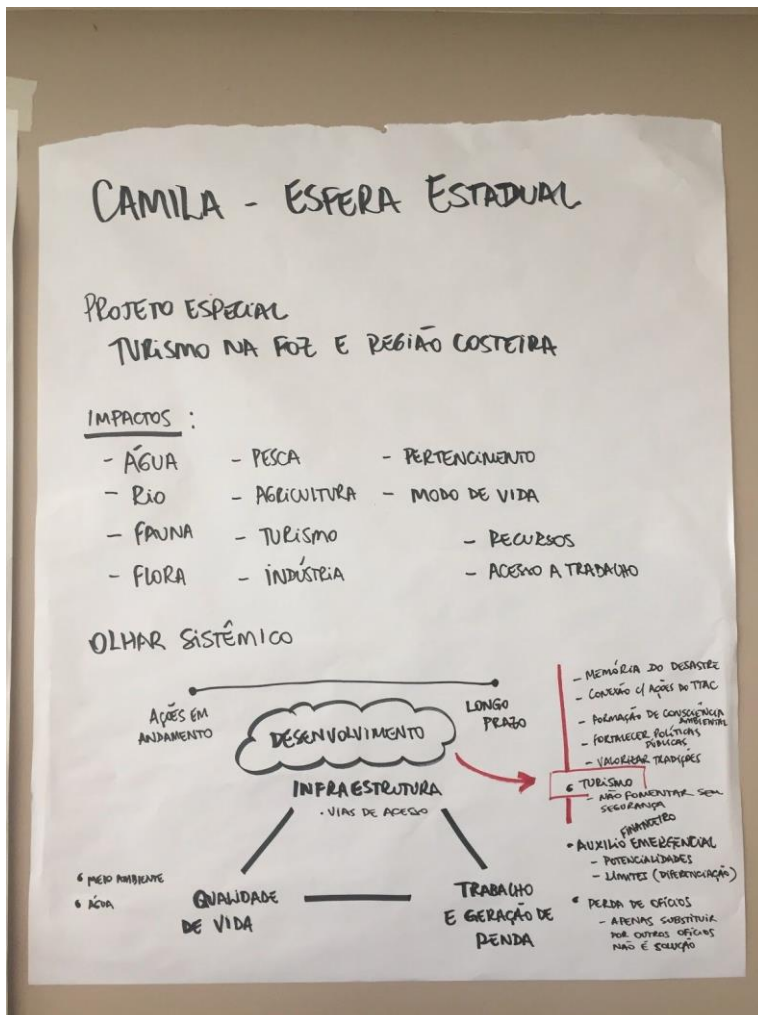 CAMILA - ESFERA ESTADUAL
PROJETO ESPECIAL
TURISMO NA FOZ E REGIÃO COSTEIRA
IMPACTOS :
- ÁGUA
- RIO
- FAUNA
- FLORA
- PESCA
- AGRICULTURA
- TURISMO
- INDÚSTRIA
- PERTENCIMENTO
- MODO DE VIDA
- RECURSOS
- ACESSO A TRABALHO
OLHAR SISTÊMICO
AÇÕES EM
ANDAMENTO
LONGO
PRAZO
DESENVOLVIMENTO
INFRAESTRUTURA
• VIAS DE ACESSO
• MEIO AMBIENTE
• ÁGUA
QUALIDADE
DE VIDA
TRABALHO
E GERAÇÃO DE
RENDA
- MEMÓRIA DO DESASTRE
- CONEXÃO C/ AÇÕES DO TTAC
- FORMAÇÃO DE CONSCIÊNCIA
AMBIENTAL
- FORTALECER POLÍTICAS
PÚBLICAS
- VALORIZAR TRADIÇÕES
• TURISMO
- NÃO FOMENTAR SEM
SEGURANÇA
FINANCEIRO
• AUXILIO EMERGENCIAL
- POTENCIALIDADES
- LIMITES (DIFERENCIAÇÃO)
• PERDA DE OFÍCIOS
- APENAS SUBSTITUIR
POR OUTROS OFÍCIOS
NÃO É SOLUÇÃO